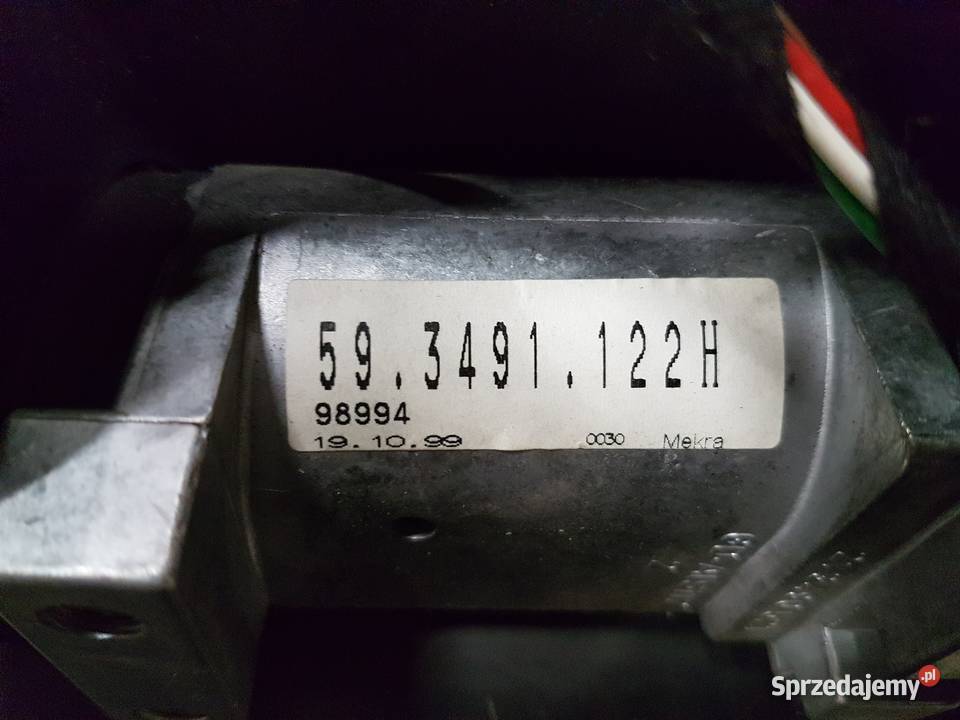 59.3491.122H
98994
19.10.99 0030 Mekra
Sprzedajemy.pl